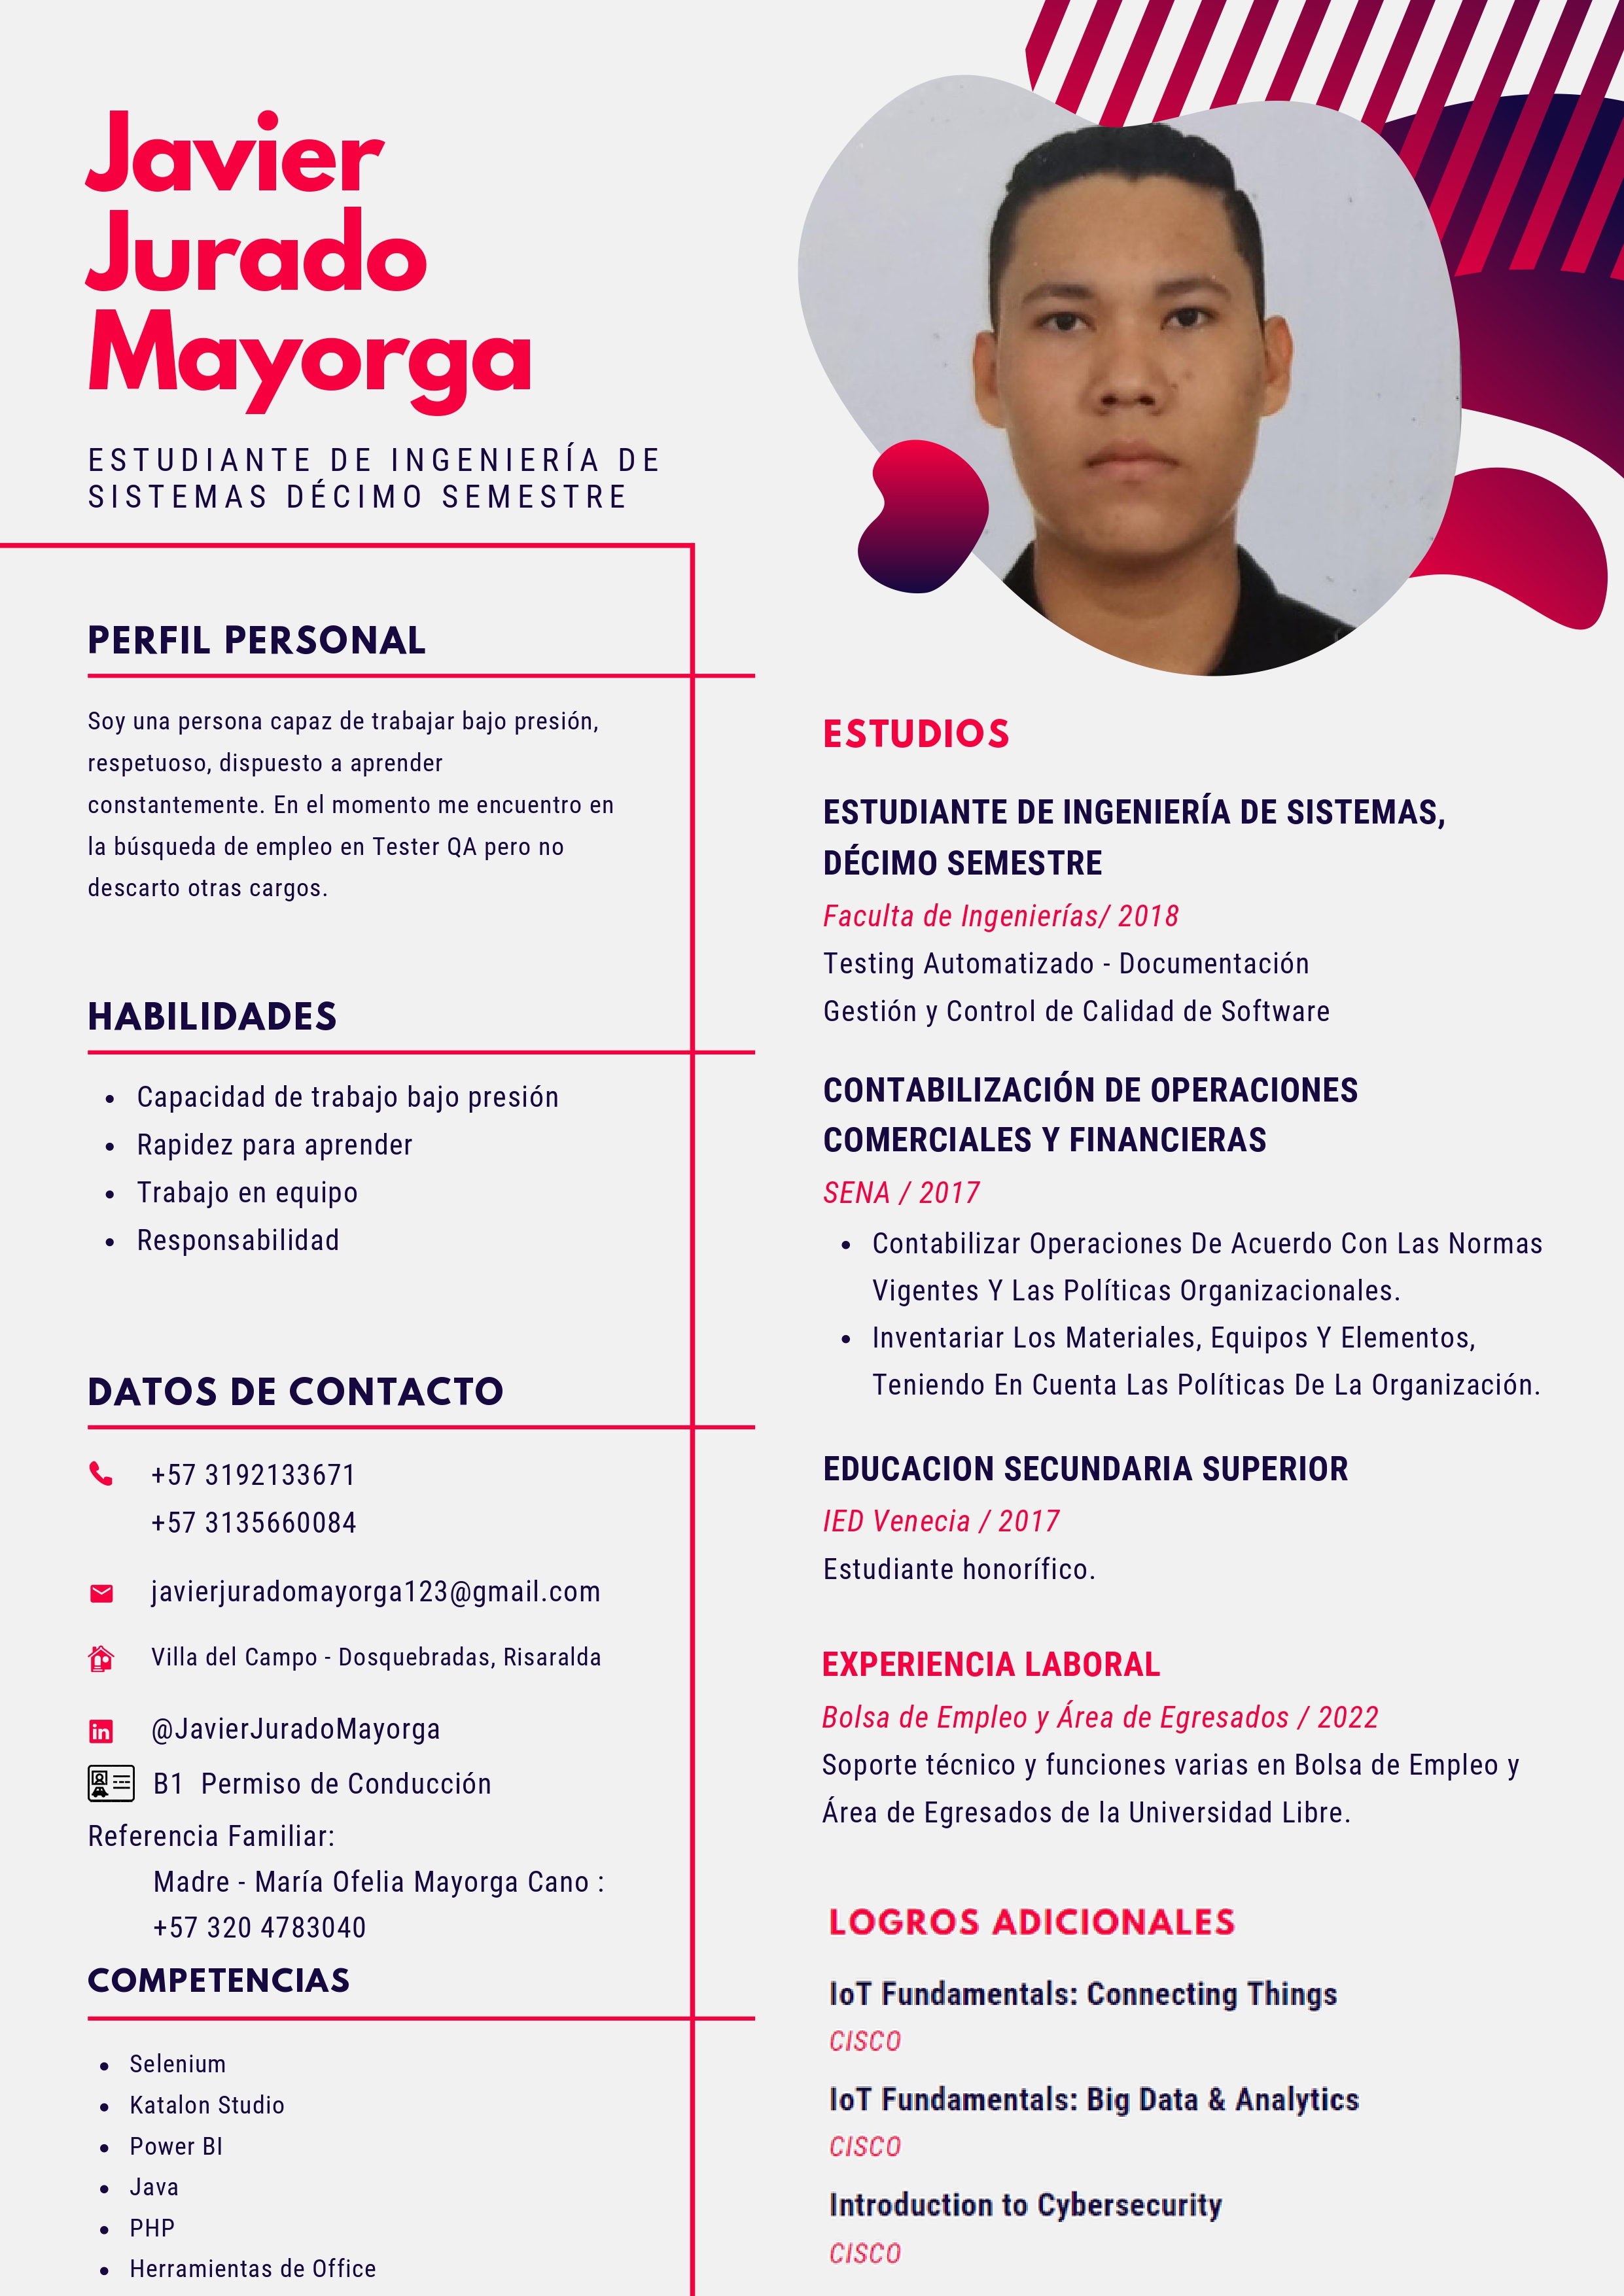 Javier
Jurado
Mayorga
ESTUDIANTE DE INGENIERÍA DE
SISTEMAS DÉCIMO SEMESTRE
PERFIL PERSONAL
Soy una persona capaz de trabajar bajo presión,
respetuoso, dispuesto a aprender
constantemente. En el momento me encuentro en
la búsqueda de empleo en Tester QA pero no
descarto otras cargos.
HABILIDADES
• Capacidad de trabajo bajo presión
• Rapidez para aprender
• Trabajo en equipo
• Responsabilidad
DATOS DE CONTACTO
+57 3192133671
+57 3135660084
javierjuradomayorga123@gmail.com
Villa del Campo - Dosquebradas, Risaralda
in @JavierJuradoMayorga
B1 Permiso de Conducción
Referencia Familiar:
Madre - María Ofelia Mayorga Cano :
+57 320 4783040
COMPETENCIAS
• Selenium
• Katalon Studio
• Power BI
• Java
• PHP
• Herramientas de Office
ESTUDIOS
ESTUDIANTE DE INGENIERÍA DE SISTEMAS,
DÉCIMO SEMESTRE
Faculta de Ingenierías/ 2018
Testing Automatizado - Documentación
Gestión y Control de Calidad de Software
CONTABILIZACIÓN DE OPERACIONES
COMERCIALES Y FINANCIERAS
SENA / 2017
• Contabilizar Operaciones De Acuerdo Con Las Normas
Vigentes Y Las Políticas Organizacionales.
• Inventariar Los Materiales, Equipos Y Elementos,
Teniendo En Cuenta Las Políticas De La Organización.
EDUCACION SECUNDARIA SUPERIOR
IED Venecia / 2017
Estudiante honorífico.
EXPERIENCIA LABORAL
Bolsa de Empleo y Área de Egresados / 2022
Soporte técnico y funciones varias en Bolsa de Empleo y
Área de Egresados de la Universidad Libre.
LOGROS ADICIONALES
IoT Fundamentals: Connecting Things
CISCO
IoT Fundamentals: Big Data & Analytics
CISCO
Introduction to Cybersecurity
CISCO